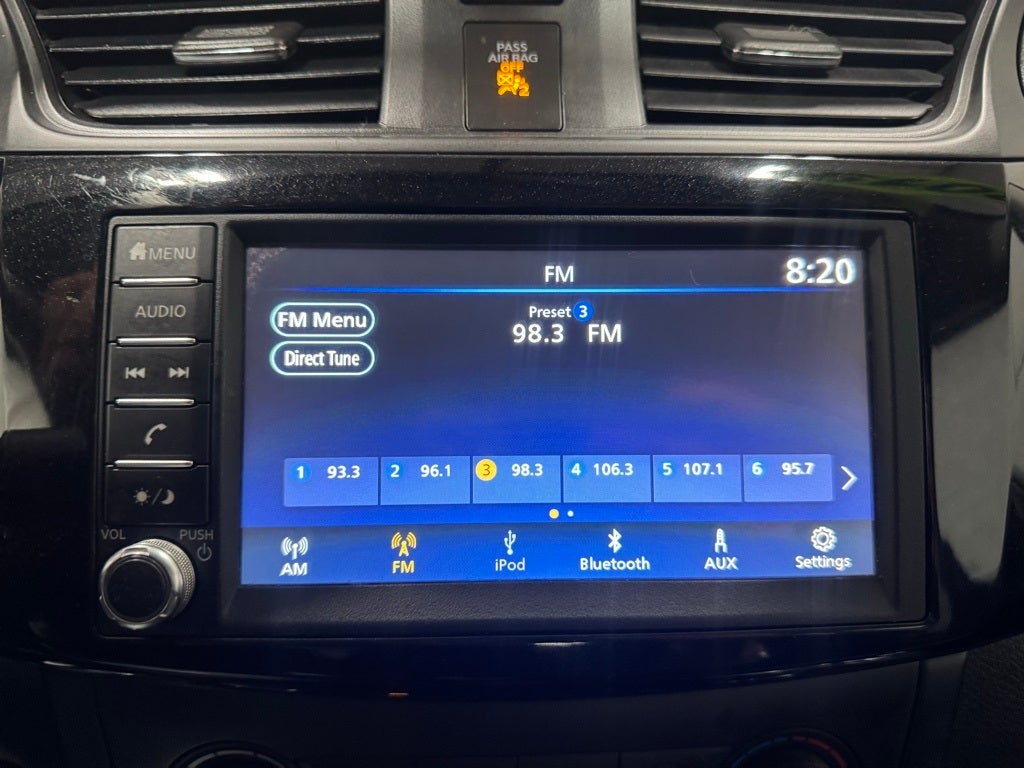 PASS
AIR BAG
OFF
2
MENU
AUDIO
VOL
PUSH
FM
8:20
FM Menu
Direct Tune
Preset 3
98.3 FM
1 93.3
2 96.1
3 98.3
4 106.3
5 107.1
6 95.7
AM
FM
iPod
Bluetooth
AUX
Settings